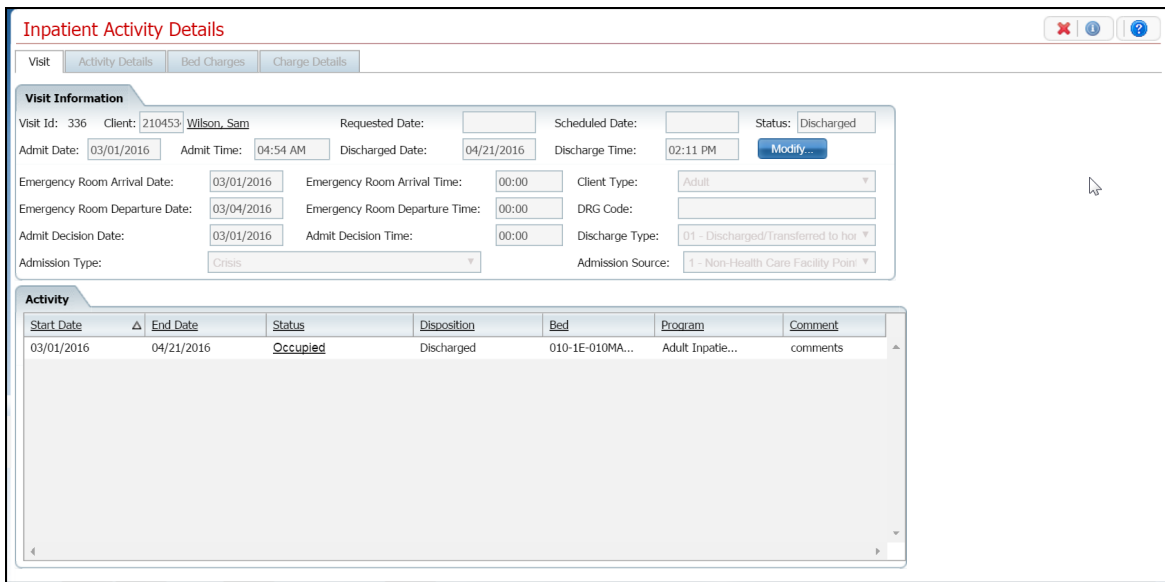 Inpatient Activity Details
Visit Activity Details Bed Charges Charge Details
Visit Information
Visit Id: 336 Client: 210453 Wilson, Sam Requested Date: Scheduled Date: Status: Discharged
Admit Date: 03/01/2016 Admit Time: 04:54 AM Discharged Date: 04/21/2016 Discharge Time: 02:11 PM Modify...
Emergency Room Arrival Date: 03/01/2016 Emergency Room Arrival Time: 00:00 Client Type: Adult
Emergency Room Departure Date: 03/04/2016 Emergency Room Departure Time: 00:00 DRG Code:
Admit Decision Date: 03/01/2016 Admit Decision Time: 00:00 Discharge Type: 01 - Discharged/Transferred to hor
Admission Type: Crisis Admission Source: 1 - Non-Health Care Facility Point
Activity
Start Date End Date Status Disposition Bed Program Comment
03/01/2016 04/21/2016 Occupied Discharged 010-1E-010MA... Adult Inpatie... comments